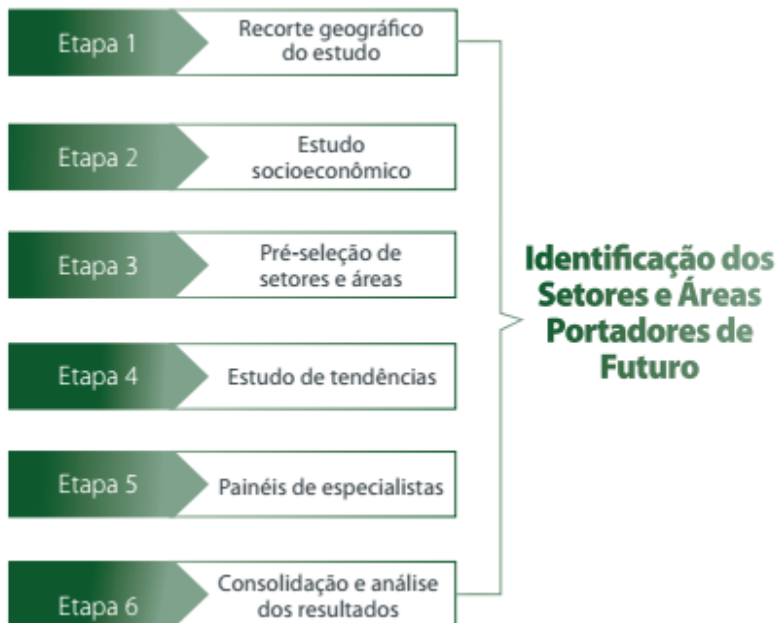 Etapa 1
Recorte geográfico
do estudo
Etapa 2
Estudo
socioeconômico
Etapa 3
Pré-seleção de
setores e áreas
Etapa 4
Estudo de tendências
Etapa 5
Painéis de especialistas
Etapa 6
Consolidação e análise
dos resultados
Identificação dos
Setores e Áreas
Portadores de
Futuro